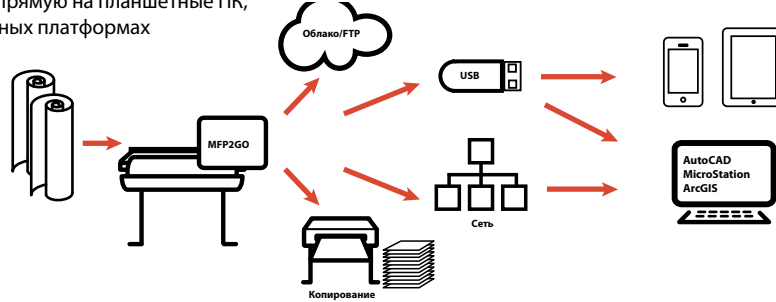 прямую на планшетные ПК,
ных платформах
Облако/FTP
USB
MFP2GO
AutoCAD
MicroStation
ArcGIS
Сеть
Копирование